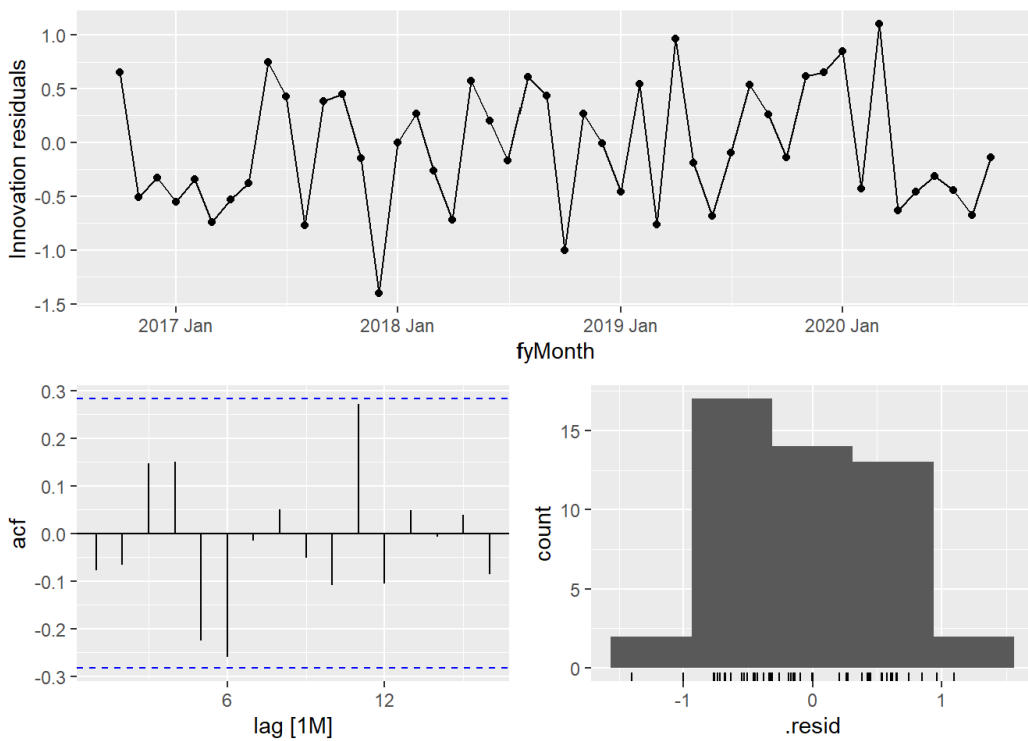 Innovation residuals
1.0
0.5
0.0
-0.5
-1.0
-1.5
2017 Jan
2018 Jan
2019 Jan
2020 Jan
fyMonth
acf
0.3
0.2
0.1
0.0
-0.1
-0.2
-0.3
6
12
lag [1M]
count
15
10
5
0
-1
0
1
.resid